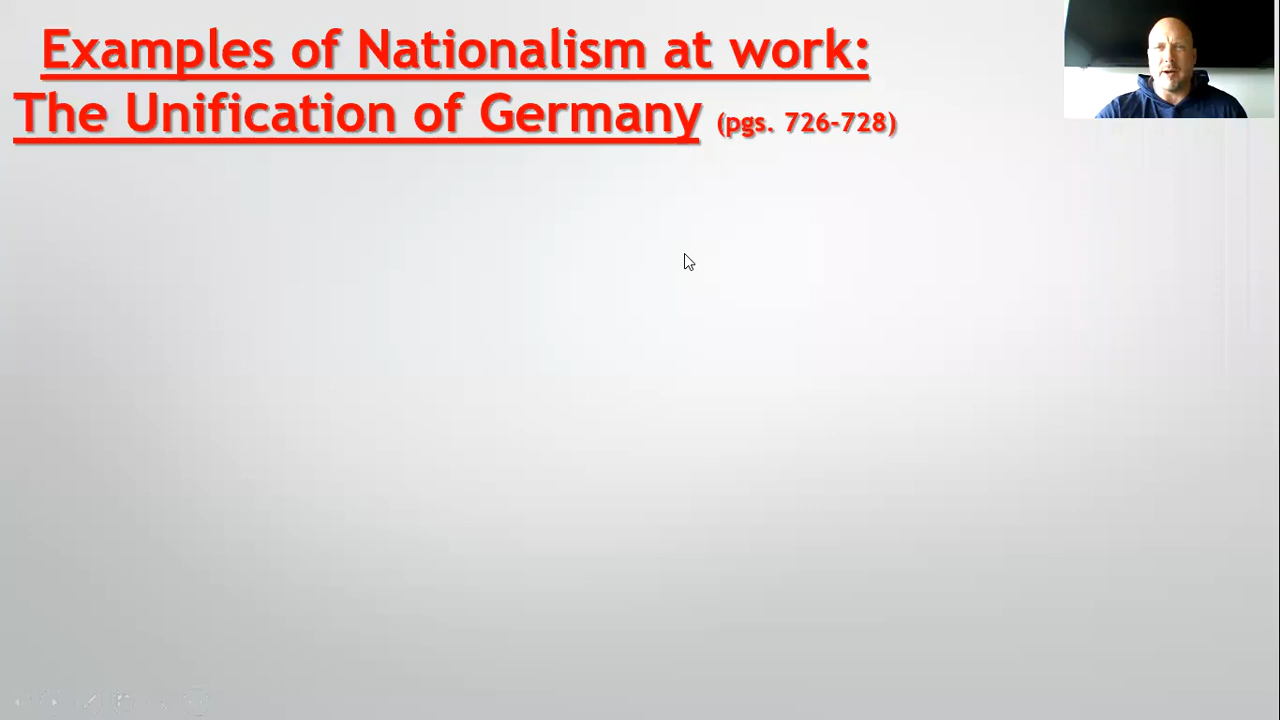 Examples of Nationalism at work:
The Unification of Germany (pgs. 726-728)